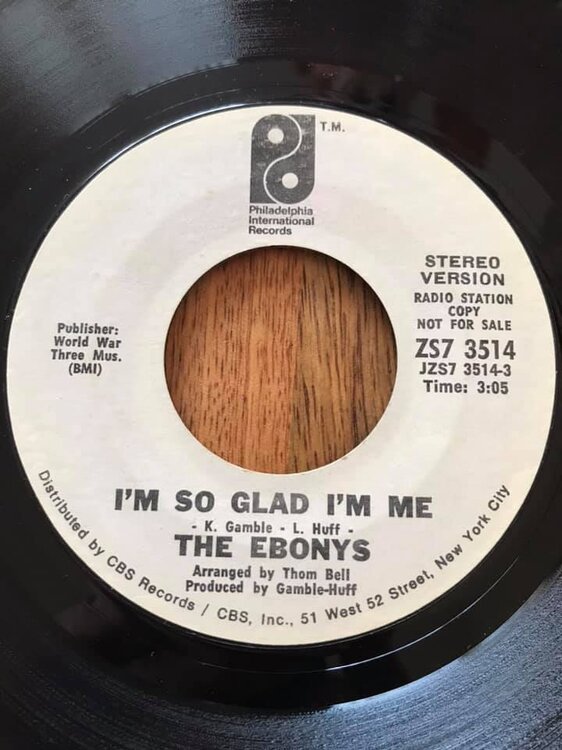 T.M.
Philadelphia
International
Records
STEREO
VERSION
RADIO STATION
COPY
NOT FOR SALE
ZS7 3514
JZS7 3514-3
Time: 3:05
Publisher:
World War
Three Mus.
(BMI)
I'M SO GLAD I'M ME
- K. Gamble - L. Huff -
THE EBONYS
Arranged by Thom Bell
Produced by Gamble-Huff
Distributed by CBS Records / CBS, Inc., 51 West 52 Street, New York City